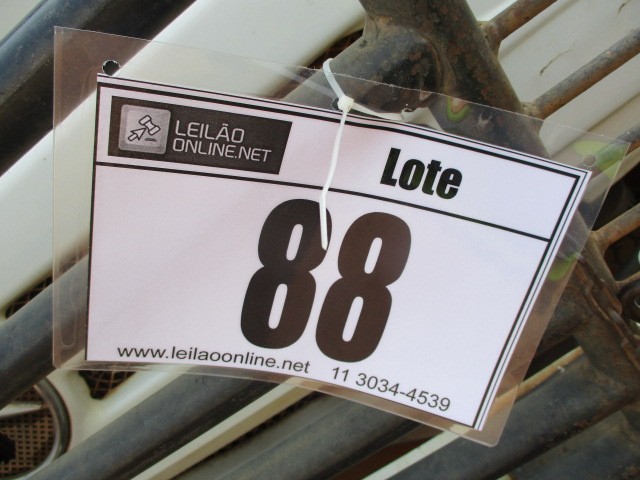 LEILÃO
ONLINE.NET
Lote
88
www.leilaoonline.net 11 3034-4539